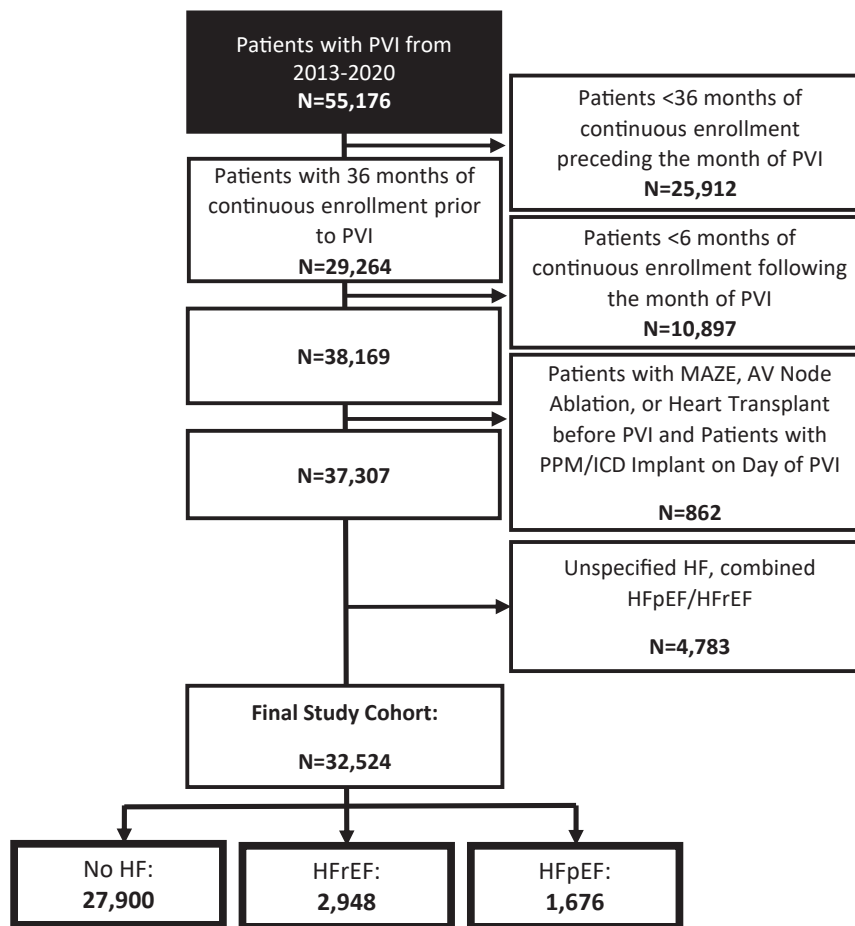 Patients with PVI from
2013-2020
N=55,176
Patients <36 months of
continuous enrollment
preceding the month of PVI
N=25,912
Patients with 36 months of
continuous enrollment prior
to PVI
N=29,264
Patients <6 months of
continuous enrollment following
the month of PVI
N=10,897
N=38,169
Patients with MAZE, AV Node
Ablation, or Heart Transplant
before PVI and Patients with
PPM/ICD Implant on Day of PVI
N=862
N=37,307
Unspecified HF, combined
HFpEF/HFrEF
N=4,783
Final Study Cohort:
N=32,524
No HF:
27,900
HFrEF:
2,948
HFpEF:
1,676